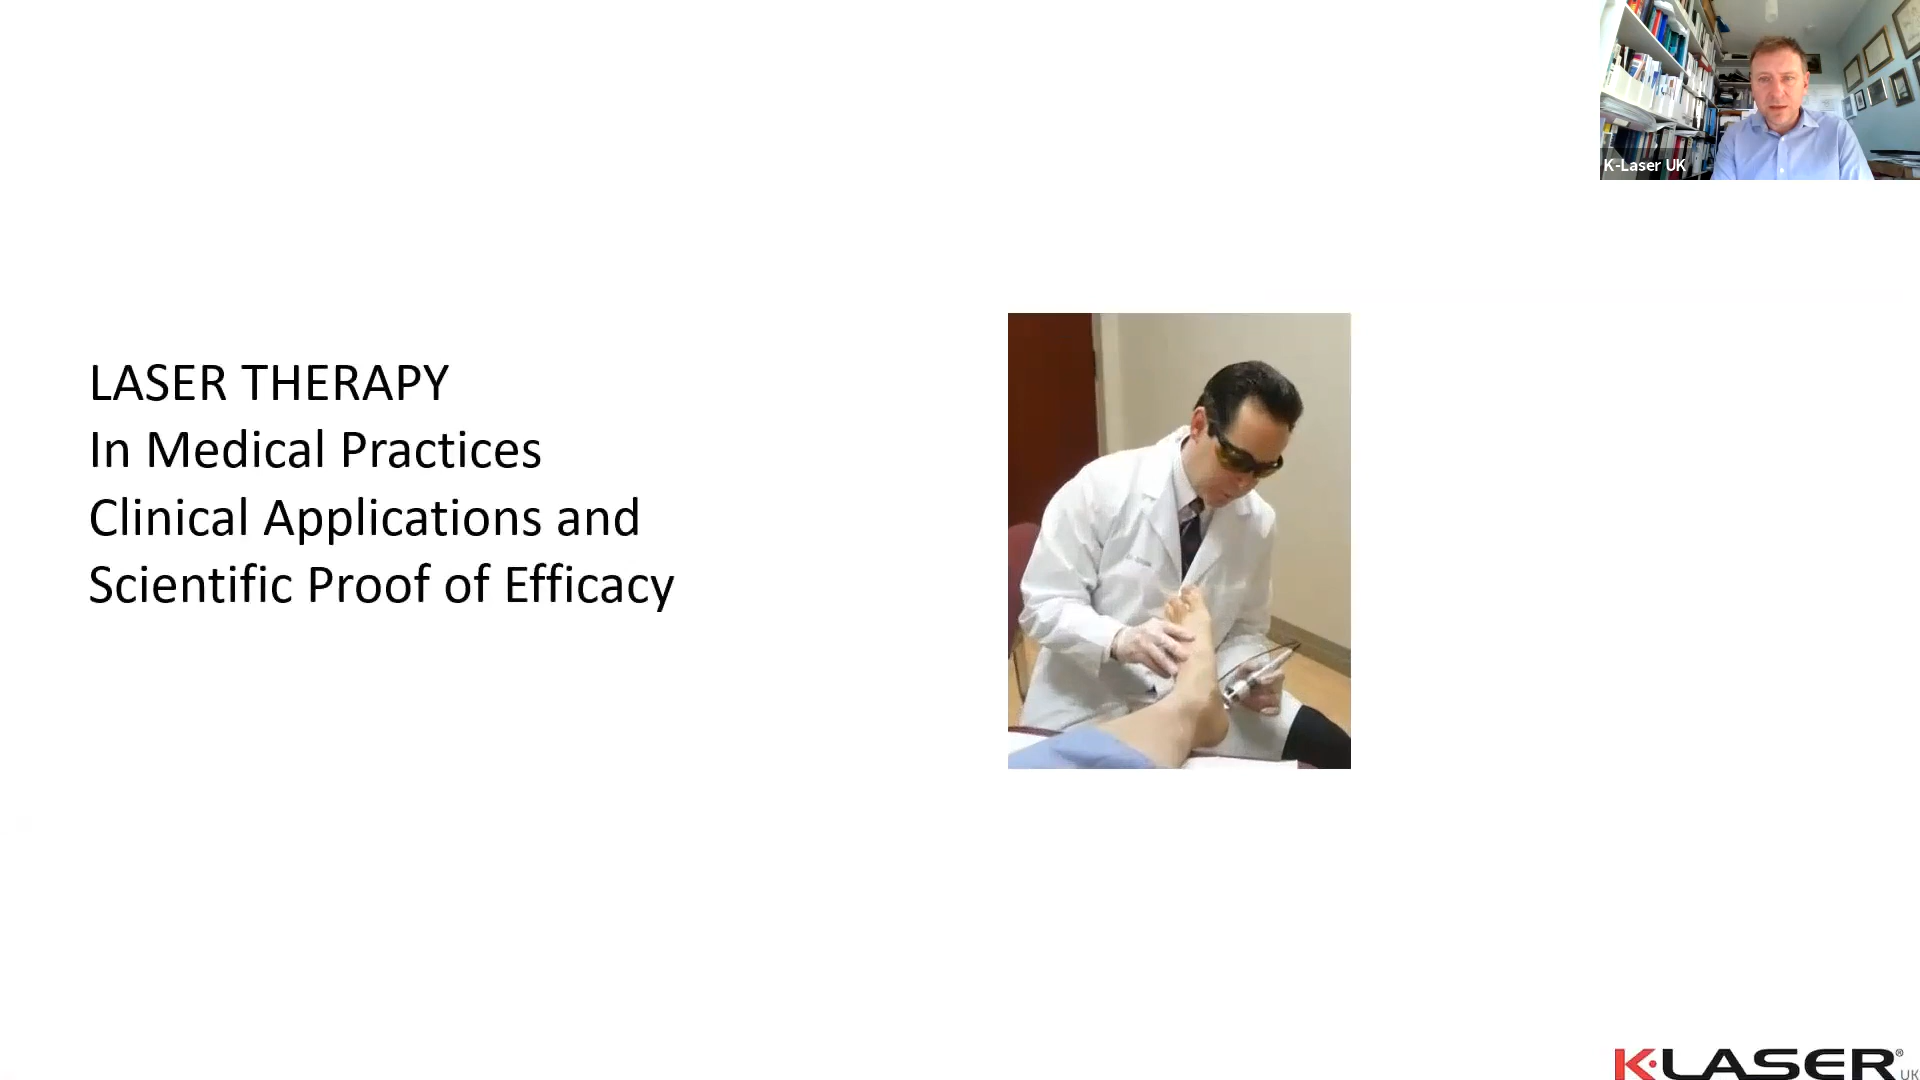 K-Laser UK
LASER THERAPY
In Medical Practices
Clinical Applications and
Scientific Proof of Efficacy
K-LASER® UK